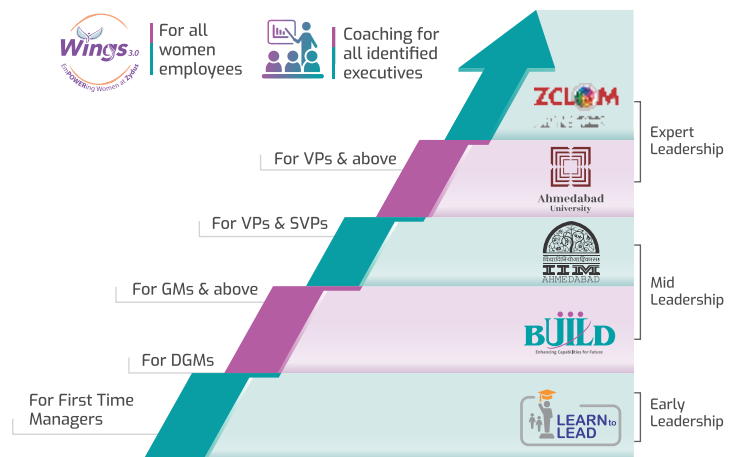 Wings 3.0
EmPOWERing Women at Zydus
For all
women
employees
Coaching for
all identified
executives
ZCLOM
Expert
Leadership
For VPs & above
Ahmedabad
University
For VPs & SVPs
IIM
AHMEDABAD
Mid
Leadership
For GMs & above
BUILD
Enhancing Capabilities for Future
For DGMs
For First Time
Managers
LEARN to
LEAD
Early
Leadership